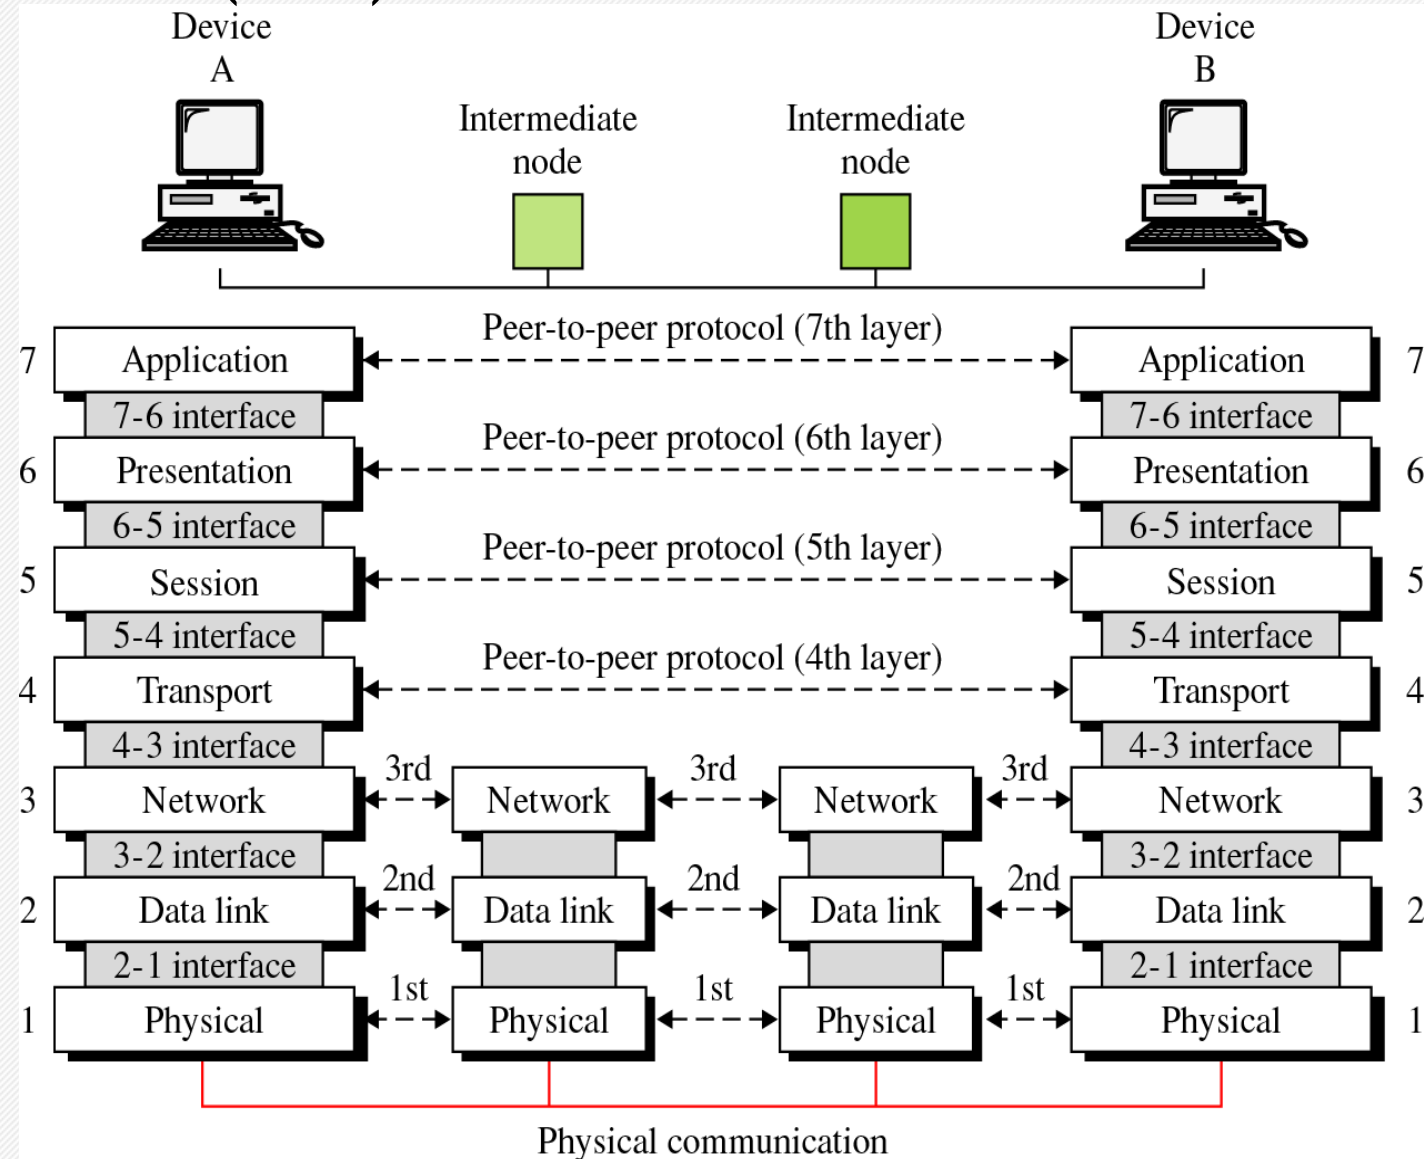 Device
A
Device
B
Intermediate
node
Intermediate
node
Peer-to-peer protocol (7th layer)
7 Application Application 7
7-6 interface 7-6 interface
Peer-to-peer protocol (6th layer)
6 Presentation Presentation 6
6-5 interface 6-5 interface
Peer-to-peer protocol (5th layer)
5 Session Session 5
5-4 interface 5-4 interface
Peer-to-peer protocol (4th layer)
4 Transport Transport 4
4-3 interface 4-3 interface
3rd 3rd 3rd
3 Network Network Network Network 3
3-2 interface 3-2 interface
2nd 2nd 2nd
2 Data link Data link Data link Data link 2
2-1 interface 2-1 interface
1st 1st 1st
1 Physical Physical Physical Physical 1
Physical communication